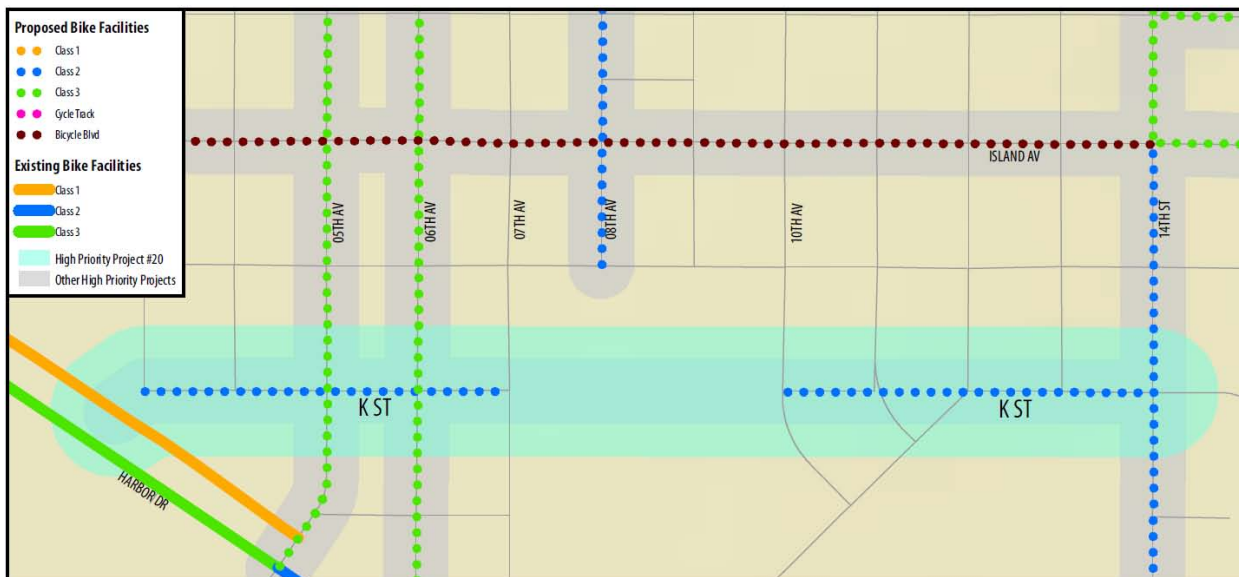 Proposed Bike Facilities
Class 1
Class 2
Class 3
Cycle Track
Bicycle Blvd
Existing Bike Facilities
Class 1
Class 2
Class 3
High Priority Project #20
Other High Priority Projects
ISLAND AV
05TH AV
06TH AV
07TH AV
08TH AV
10TH AV
14TH ST
K ST
K ST
HARBOR DR